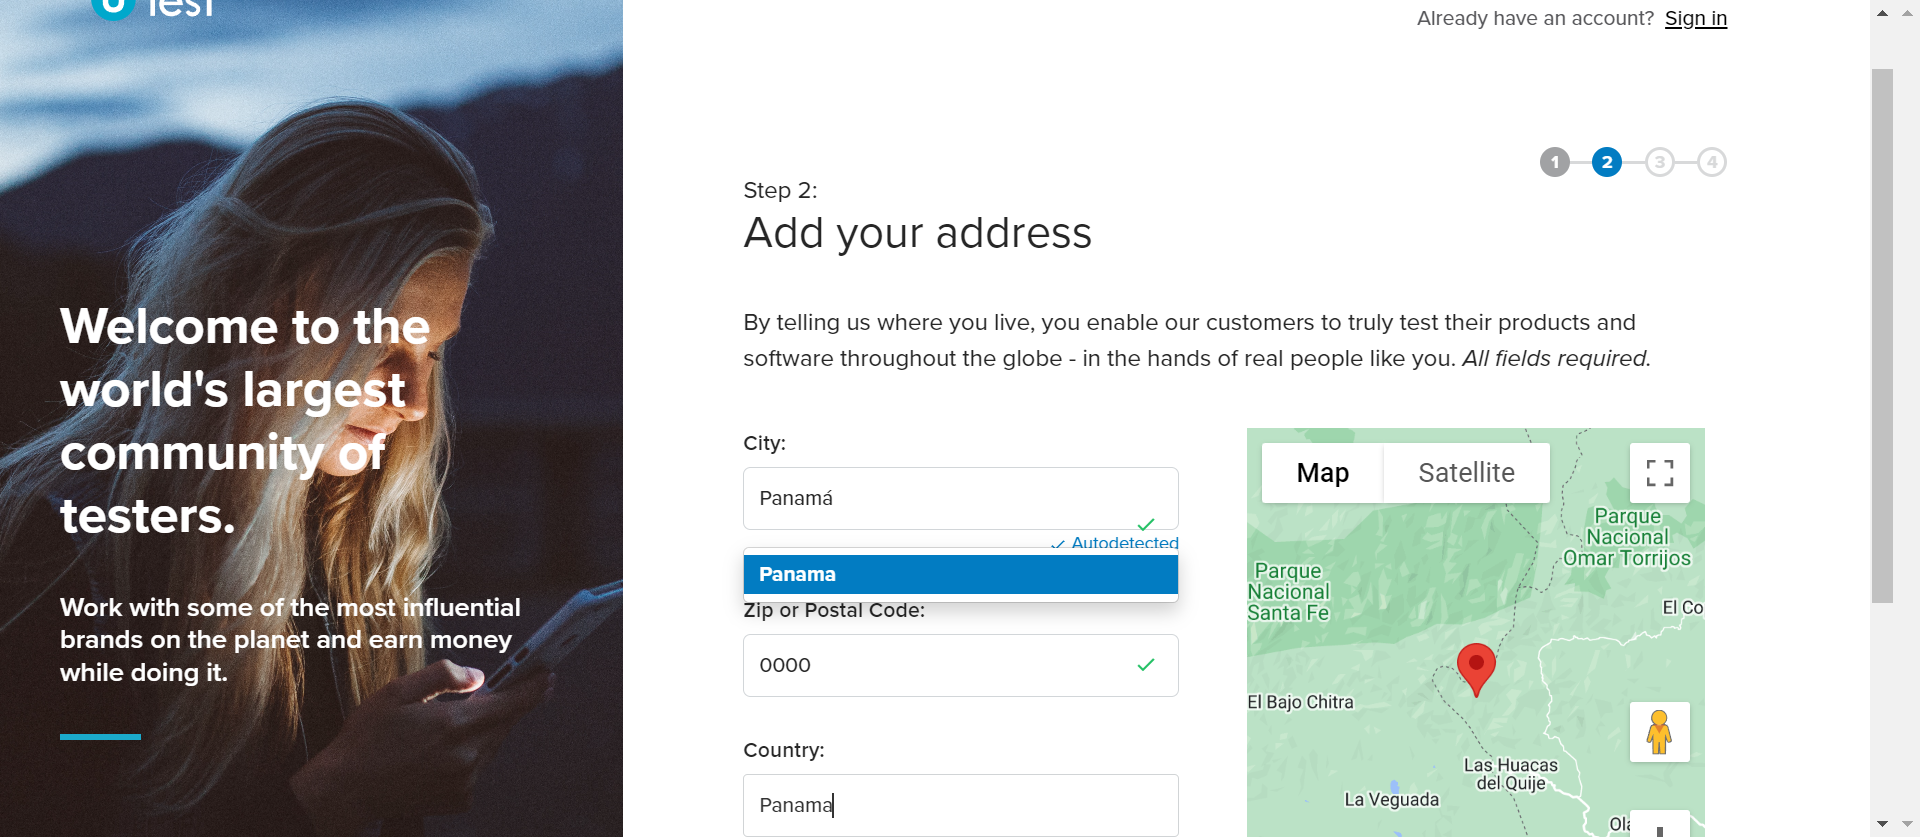 Test
Already have an account? Sign in
1 2 3 4
Step 2:
Add your address
Welcome to the
world's largest
community of
testers.
Work with some of the most influential
brands on the planet and earn money
while doing it.
By telling us where you live, you enable our customers to truly test their products and
software throughout the globe - in the hands of real people like you. All fields required.
City:
Panamá
Autodetected
Panama
Zip or Postal Code:
0000
Country:
Panama
Map
Satellite
Parque
Nacional
Omar Torrijos
Parque
Nacional
Santa Fe
El Co
El Bajo Chitra
Las Huacas
del Quije
La Veguada
Ola